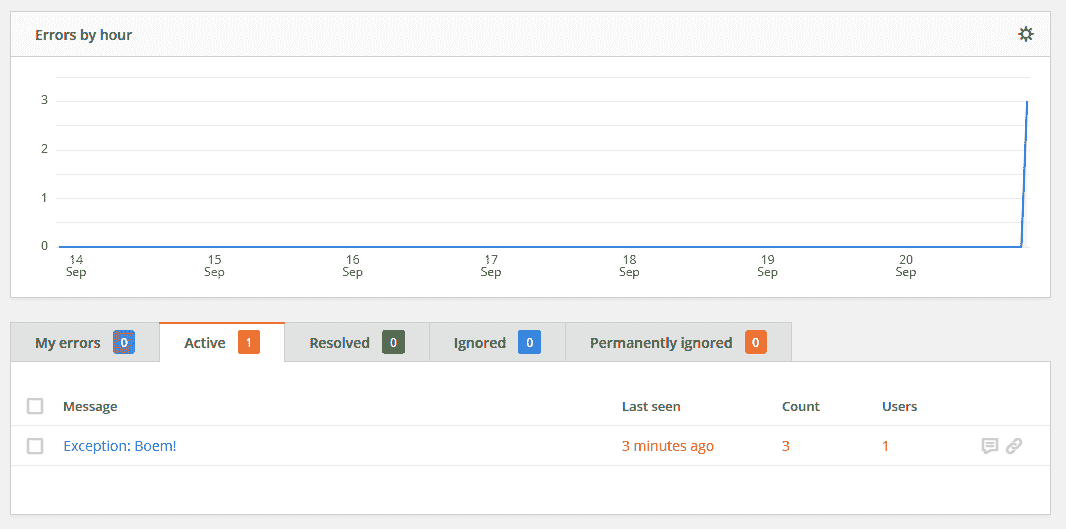 Errors by hour
3
2
1
0
14 15 16 17 18 19 20
Sep Sep Sep Sep Sep Sep Sep
My errors 0 Active 1 Resolved 0 Ignored 0 Permanently ignored 0
Message Last seen Count Users
Exception: Boem! 3 minutes ago 3 1